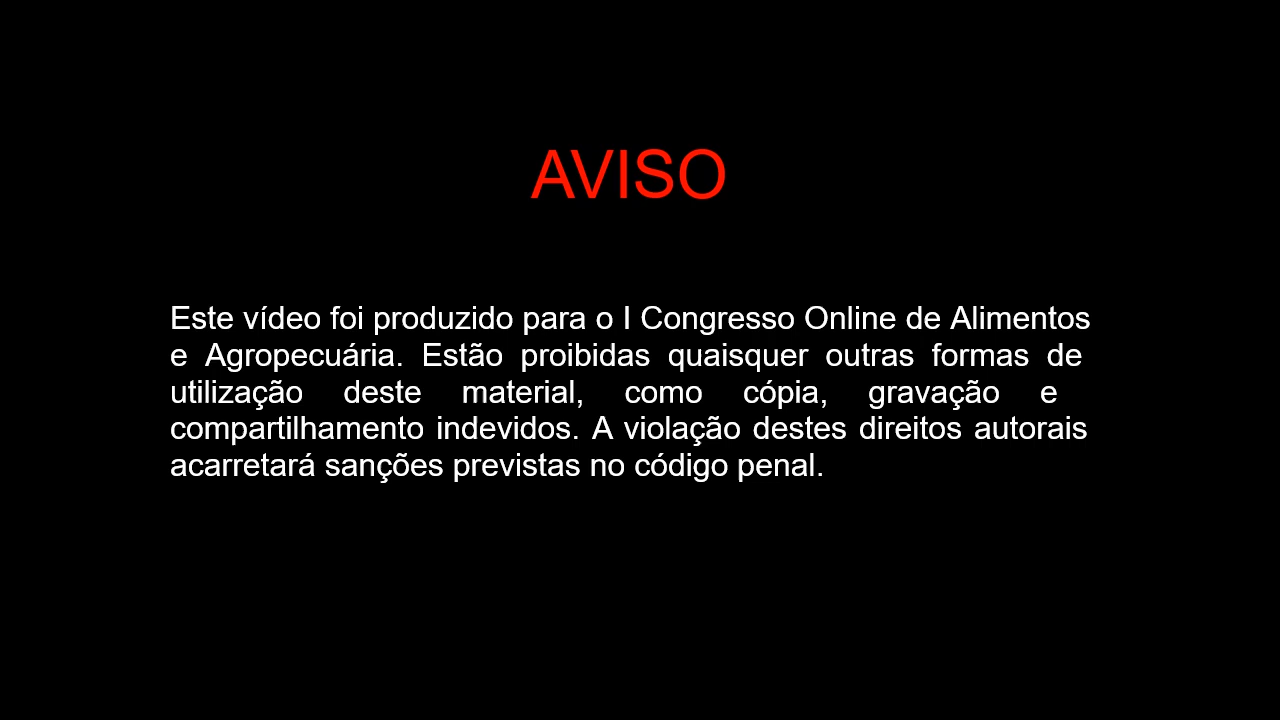 AVISO
Este vídeo foi produzido para o I Congresso Online de Alimentos
e Agropecuária. Estão proibidas quaisquer outras formas de
utilização deste material, como cópia, gravação e
compartilhamento indevidos. A violação destes direitos autorais
acarretará sanções previstas no código penal.